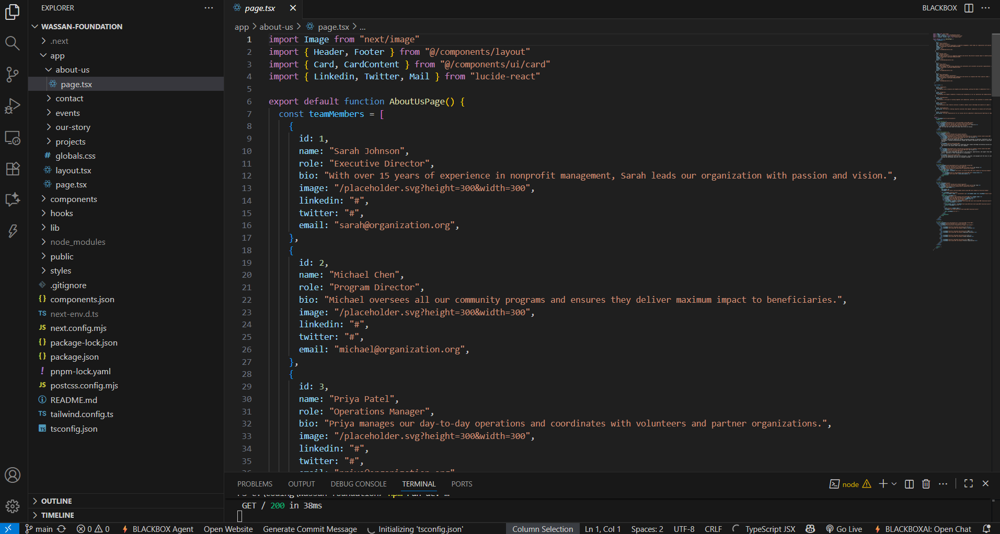 EXPLORER
WASSAN-FOUNDATION
.next
app
about-us
page.tsx
contact
events
our-story
projects
# globals.css
layout.tsx
page.tsx
components
hooks
lib
node_modules
public
styles
.gitignore
{} components.json
TS next-env.d.ts
JS next.config.mjs
{} package-lock.json
{} package.json
! pnpm-lock.yaml
JS postcss.config.mjs
README.md
TS tailwind.config.ts
TS tsconfig.json
OUTLINE
TIMELINE
page.tsx
BLACKBOX
app > about-us > page.tsx > ...
1 import Image from "next/image"
2 import { Header, Footer } from "@/components/layout"
3 import { Card, CardContent } from "@/components/ui/card"
4 import { Linkedin, Twitter, Mail } from "lucide-react"
5
6 export default function AboutUsPage() {
7 const teamMembers = [
8 {
9 id: 1,
10 name: "Sarah Johnson",
11 role: "Executive Director",
12 bio: "With over 15 years of experience in nonprofit management, Sarah leads our organization with passion and vision.",
13 image: "/placeholder.svg?height=300&width=300",
14 linkedin: "#",
15 twitter: "#",
16 email: "sarah@organization.org",
17 },
18 {
19 id: 2,
20 name: "Michael Chen",
21 role: "Program Director",
22 bio: "Michael oversees all our community programs and ensures they deliver maximum impact to beneficiaries.",
23 image: "/placeholder.svg?height=300&width=300",
24 linkedin: "#",
25 twitter: "#",
26 email: "michael@organization.org",
27 },
28 {
29 id: 3,
30 name: "Priya Patel",
31 role: "Operations Manager",
32 bio: "Priya manages our day-to-day operations and coordinates with volunteers and partner organizations.",
33 image: "/placeholder.svg?height=300&width=300",
34 linkedin: "#",
35 twitter: "#",
PROBLEMS OUTPUT DEBUG CONSOLE TERMINAL PORTS
node
GET / 200 in 38ms
main 0 0 BLACKBOX Agent Open Website Generate Commit Message Initializing 'tsconfig.json' Column Selection Ln 1, Col 1 Spaces: 2 UTF-8 CRLF TypeScript JSX Go Live BLACKBOXAI: Open Chat